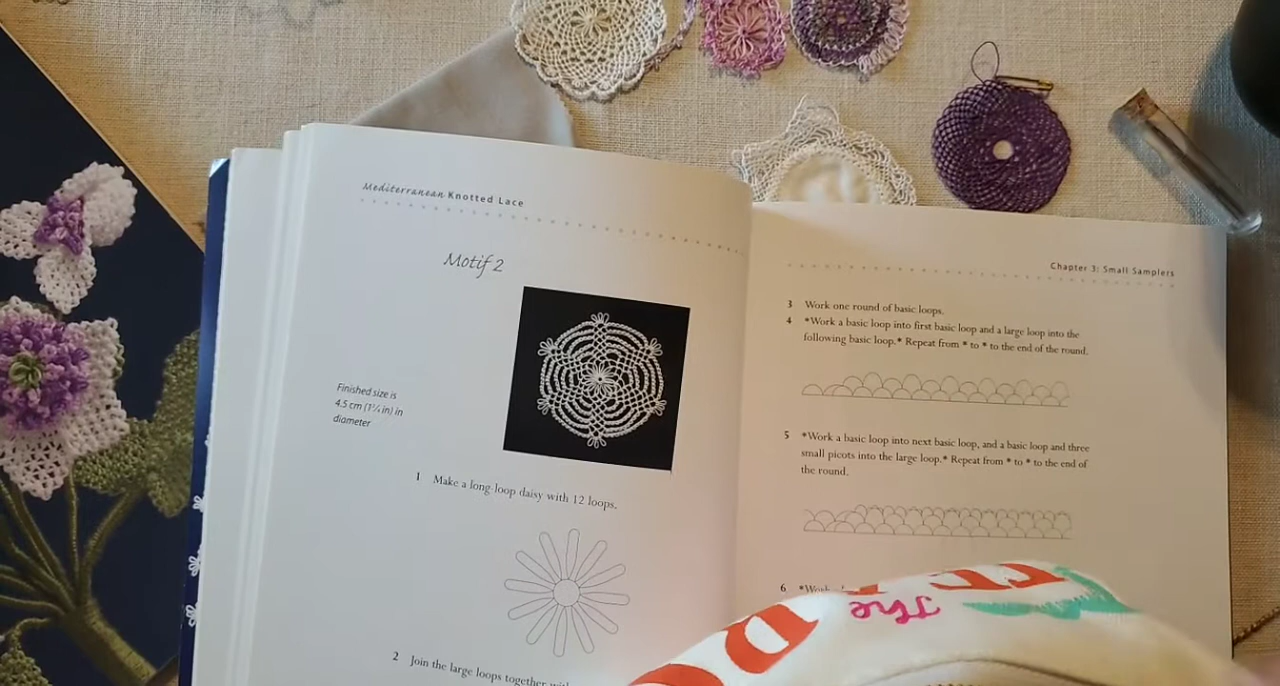 Mediterranean Knotted Lace
Motif 2
Finished size is
4.5 cm (1¾ in) in
diameter
1 Make a long-loop daisy with 12 loops.
2 Join the large loops together
Chapter 3: Small Samplers
3 Work one round of basic loops.
4 *Work a basic loop into first basic loop and a large loop into the
following basic loop.* Repeat from * to * to the end of the round.
5 *Work a basic loop into next basic loop, and a basic loop and three
small picots into the large loop.* Repeat from * to * to the end of
the round.
6
The